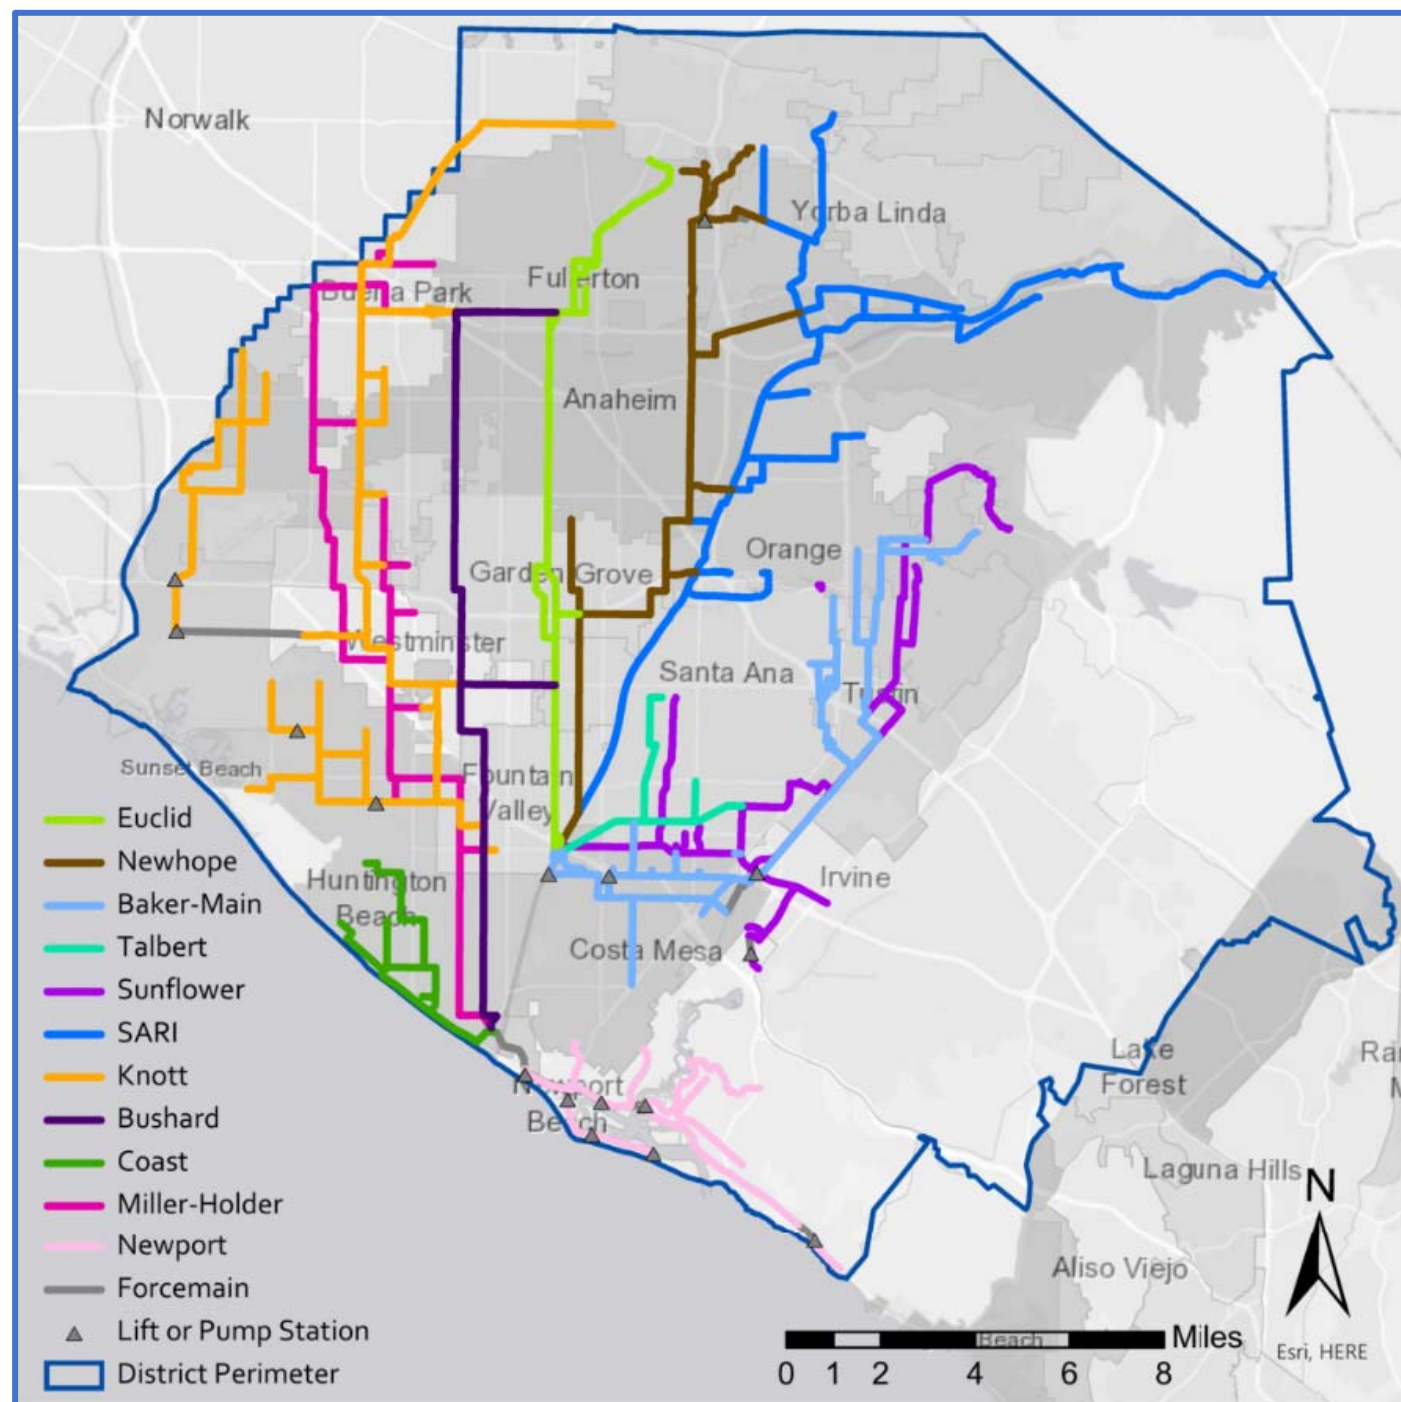 Norwalk
Yorba Linda
Fullerton
Buena Park
Anaheim
Orange
Garden Grove
Westminster
Santa Ana
Tustin
Sunset Beach
Fountain
Valley
Euclid
Newhope
Baker-Main
Talbert
Sunflower
SARI
Knott
Bushard
Coast
Miller-Holder
Newport
Forcemain
Lift or Pump Station
District Perimeter
Huntington
Beach
Irvine
Costa Mesa
Lake
Forest
Newport
Beach
Laguna Hills
Aliso Viejo
N
Miles
Beach
0 1 2 4 6 8
Esri, HERE